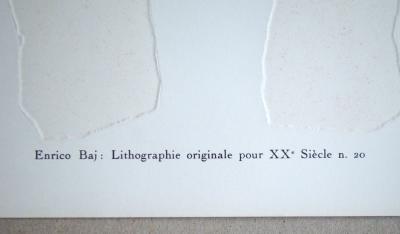 Enrico Baj: Lithographie originale pour XXᵉ Siècle n. 20